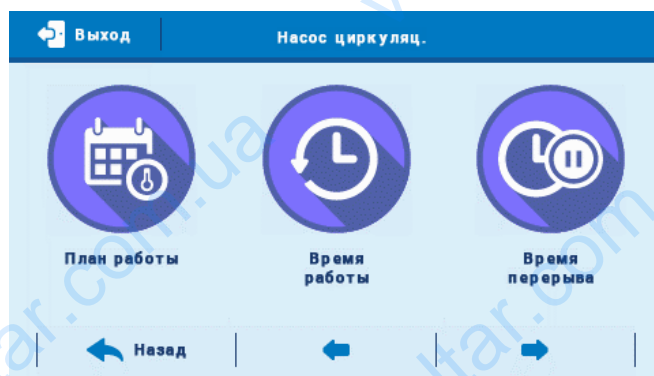 Выход
Насос циркуляц.
План работы
Время
работы
Время
перерыва
Назад